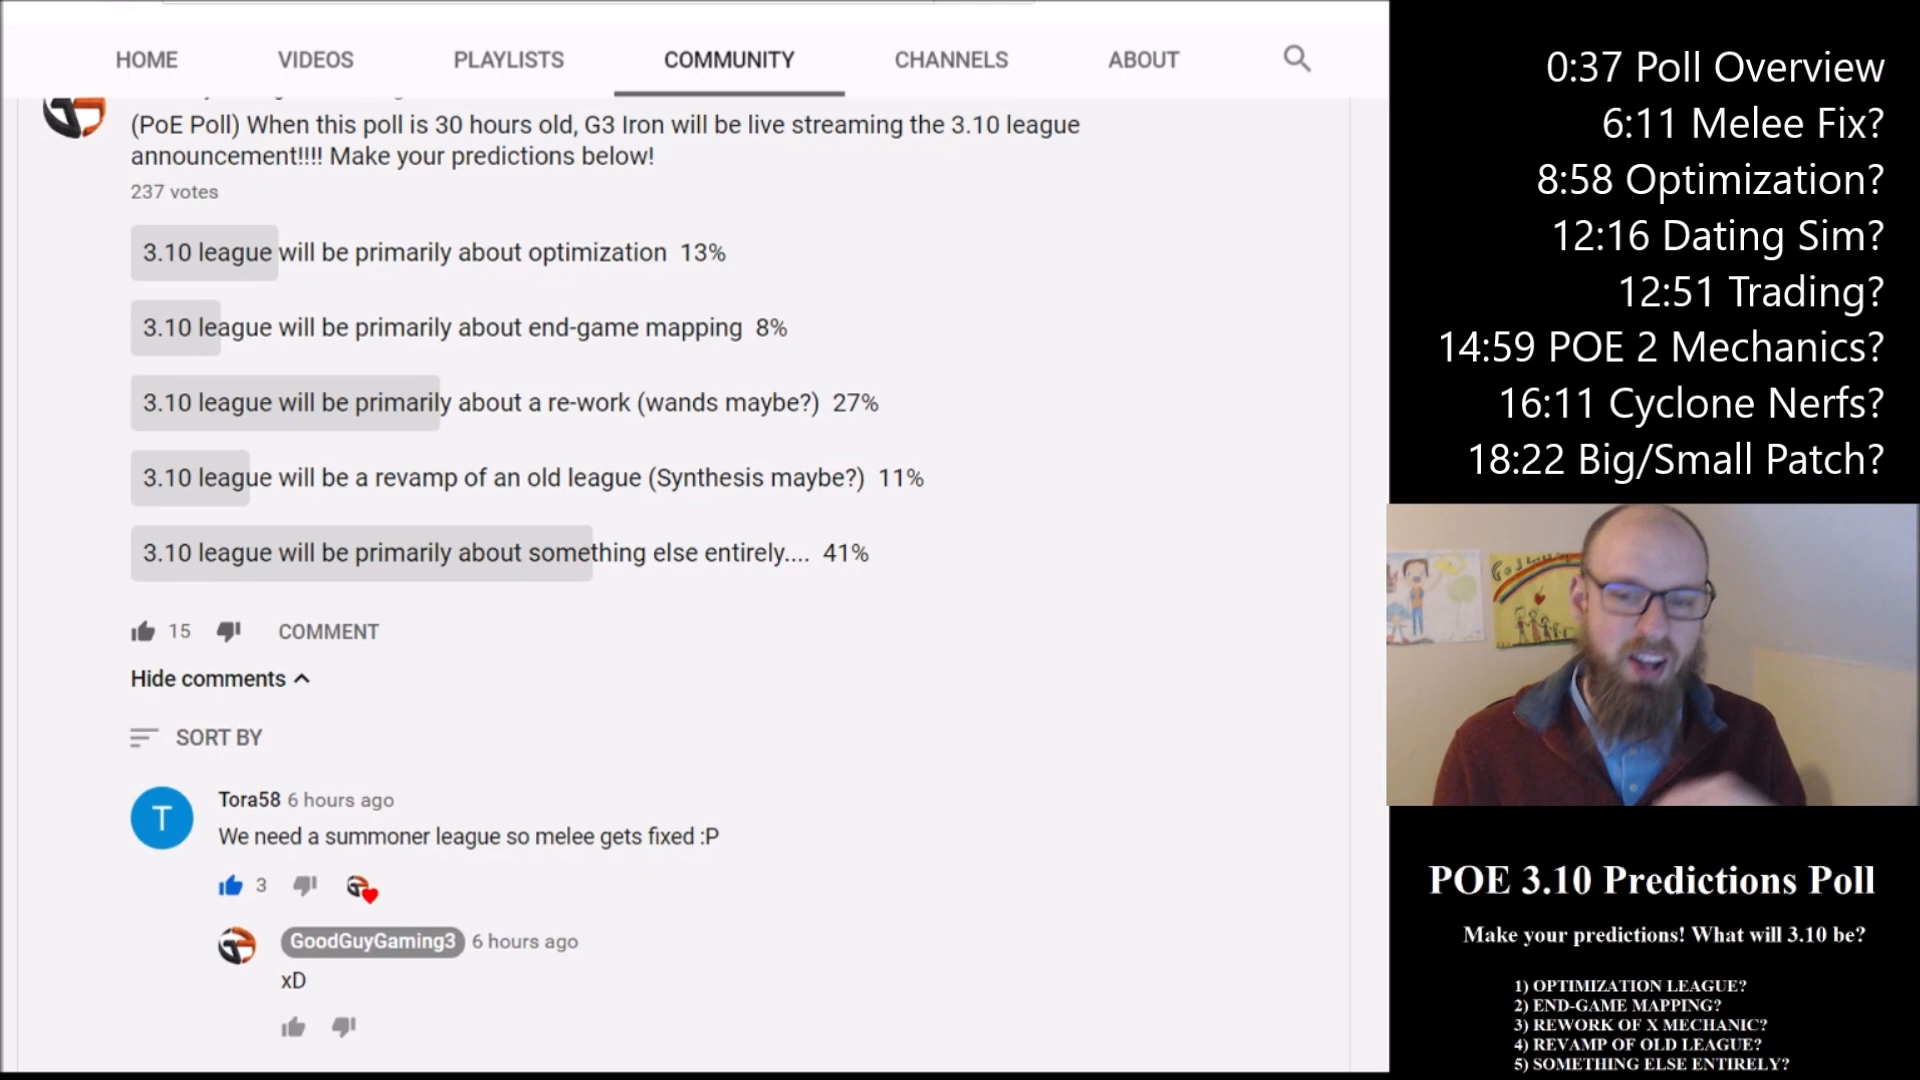 HOME VIDEOS PLAYLISTS COMMUNITY CHANNELS ABOUT
(PoE Poll) When this poll is 30 hours old, G3 Iron will be live streaming the 3.10 league
announcement!!!! Make your predictions below!
237 votes
3.10 league will be primarily about optimization 13%
3.10 league will be primarily about end-game mapping 8%
3.10 league will be primarily about a re-work (wands maybe?) 27%
3.10 league will be a revamp of an old league (Synthesis maybe?) 11%
3.10 league will be primarily about something else entirely.... 41%
15 COMMENT
Hide comments
SORT BY
T
Tora58 6 hours ago
We need a summoner league so melee gets fixed :P
3
GoodGuyGaming3 6 hours ago
xD
0:37 Poll Overview
6:11 Melee Fix?
8:58 Optimization?
12:16 Dating Sim?
12:51 Trading?
14:59 POE 2 Mechanics?
16:11 Cyclone Nerfs?
18:22 Big/Small Patch?
POE 3.10 Predictions Poll
Make your predictions! What will 3.10 be?
1) OPTIMIZATION LEAGUE?
2) END-GAME MAPPING?
3) REWORK OF X MECHANIC?
4) REVAMP OF OLD LEAGUE?
5) SOMETHING ELSE ENTIRELY?